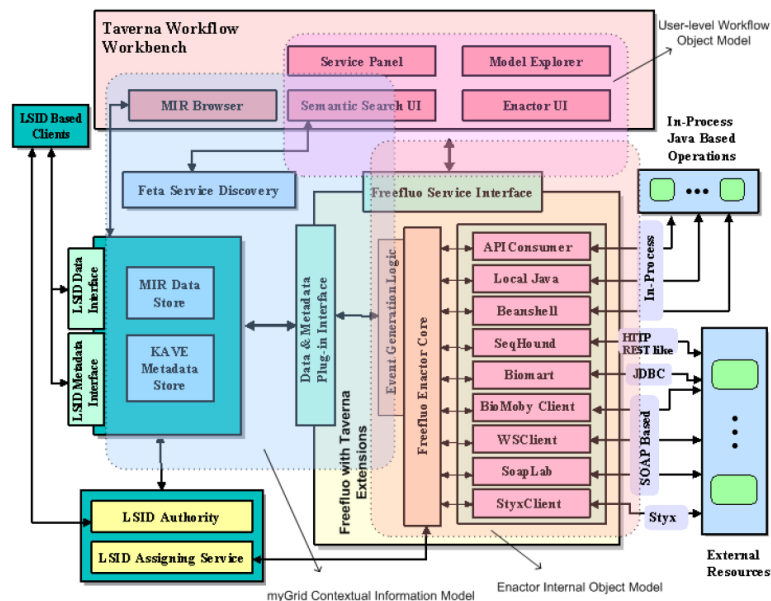 Taverna Workflow
Workbench
User-level Workflow
Object Model
Service Panel
Model Explorer
MIR Browser
Semantic Search UI
Enactor UI
LSID Based
Clients
In-Process
Java Based
Operations
Feta Service Discovery
Freefluo Service Interface
LSID Data
Interface
LSID Metadata
Interface
MIR Data
Store
KAVE
Metadata
Store
Data & Metadata
Plug-in Interface
Event Generation Logic
Freefluo Enactor Core
API Consumer
Local Java
Beanshell
SeqHound
Biomart
BioMoby Client
WSClient
SoapLab
StyxClient
In-Process
HTTP
REST like
JDBC
SOAP Based
Styx
Freefluo with Taverna
Extensions
LSID Authority
LSID Assigning Service
External
Resources
myGrid Contextual Information Model
Enactor Internal Object Model